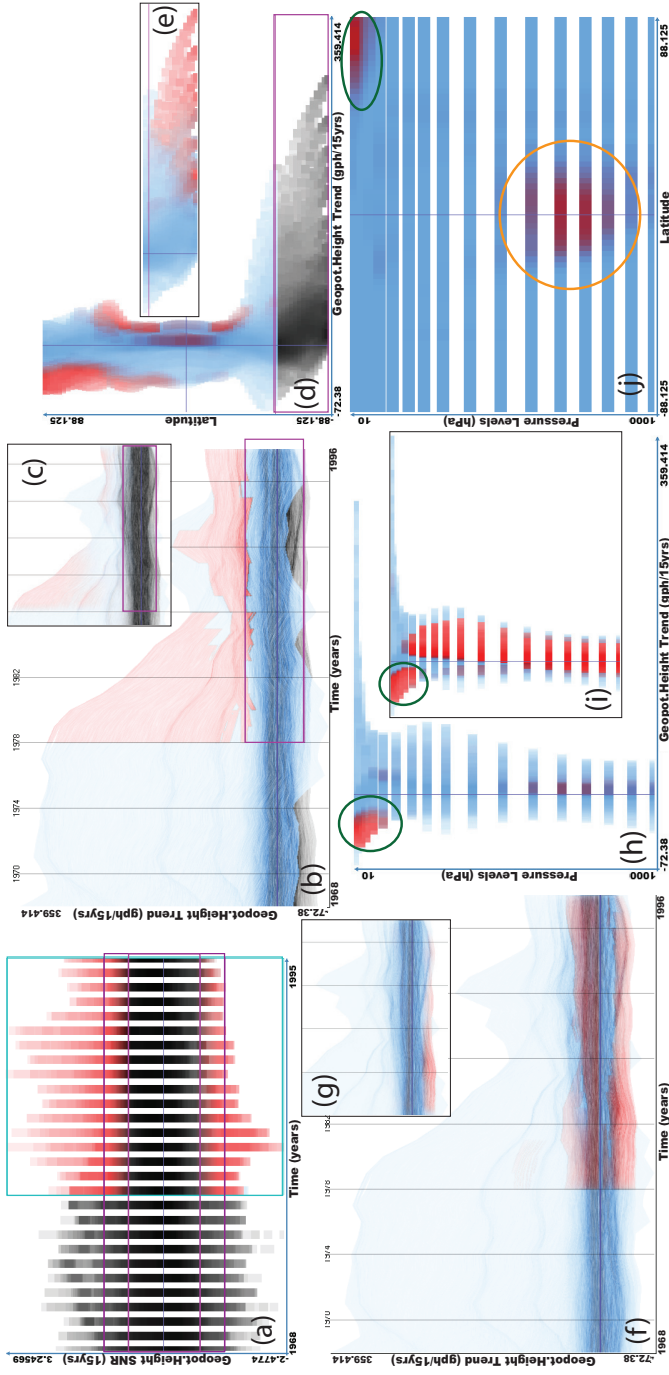 (a)
3.24569
Geopot.Height SNR (15yrs)
-2.4774
1968
Time (years)
1995
(b)
359.414
Geopot.Height Trend (gph/15yrs)
-72.38
1968
1970
1974
1978
1982
Time (years)
1996
(c)
(d)
88.125
Latitude
-88.125
-72.38
Geopot.Height Trend (gph/15yrs)
359.414
(e)
(f)
359.414
Geopot.Height Trend (gph/15yrs)
-72.38
1968
Time (years)
1996
(g)
(h)
10
Pressure Levels (hPa)
1000
-72.38
Geopot.Height Trend (gph/15yrs)
359.414
(i)
(j)
10
Pressure Levels (hPa)
1000
-88.125
Latitude
88.125